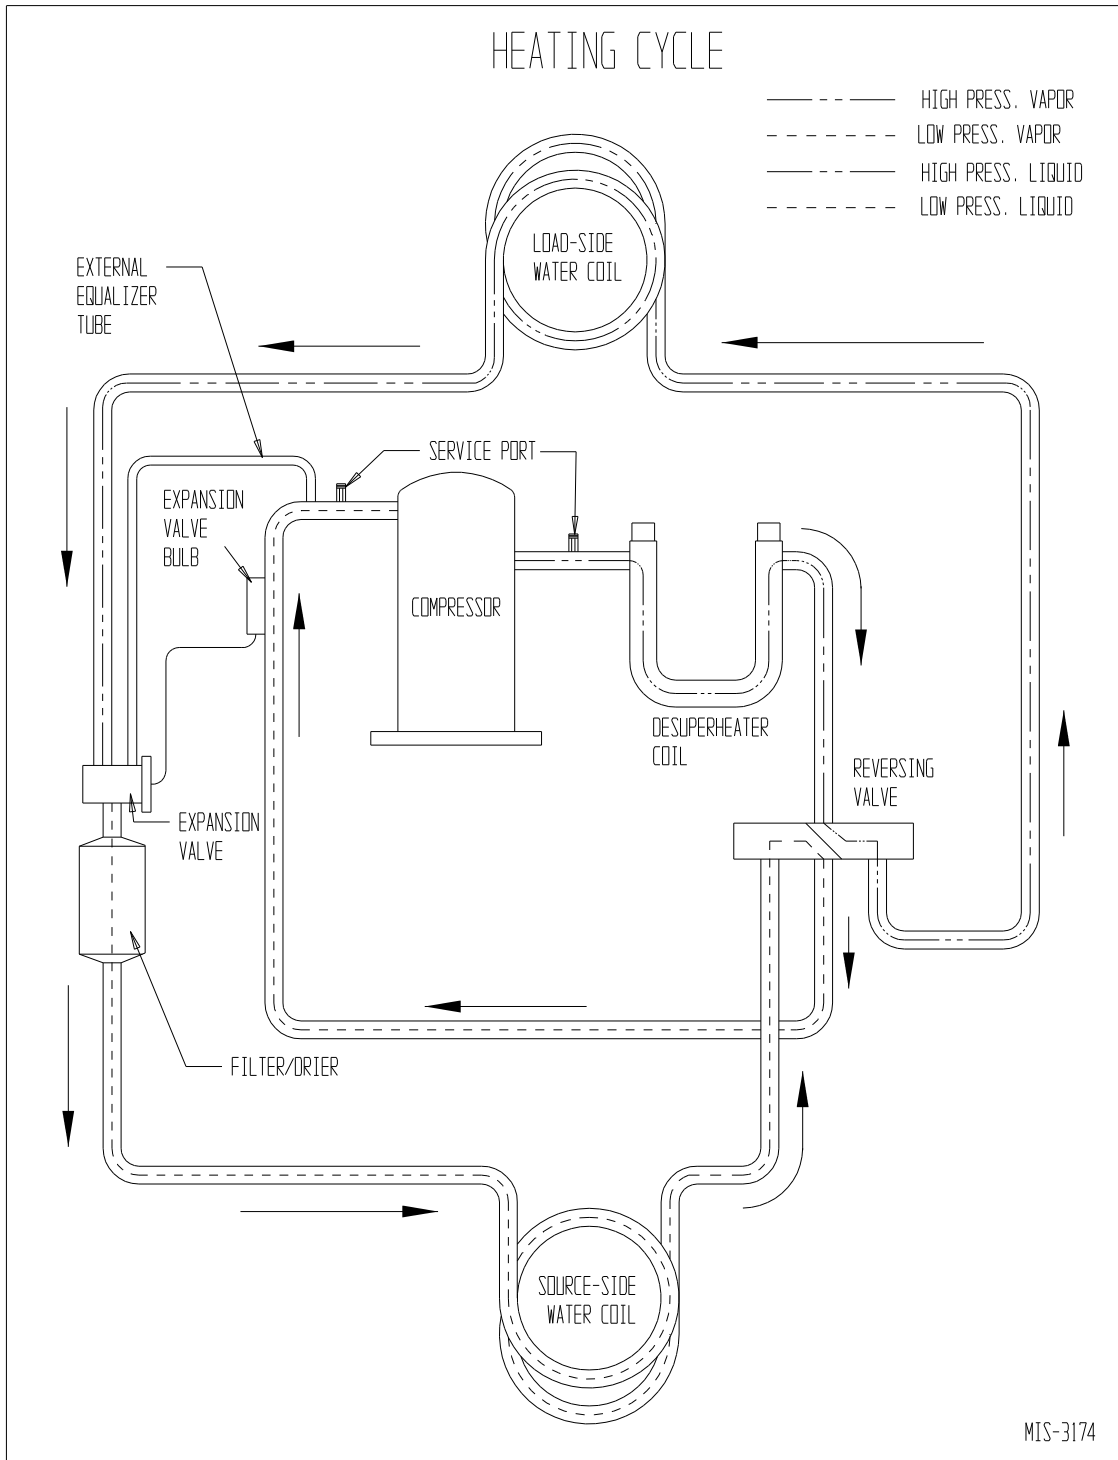 HEATING CYCLE
HIGH PRESS. VAPOR
LOW PRESS. VAPOR
HIGH PRESS. LIQUID
LOW PRESS. LIQUID
LOAD-SIDE
WATER COIL
EXTERNAL
EQUALIZER
TUBE
SERVICE PORT
EXPANSION
VALVE
BULB
COMPRESSOR
DESUPERHEATER
COIL
REVERSING
VALVE
EXPANSION
VALVE
FILTER/DRIER
SOURCE-SIDE
WATER COIL
MIS-3174